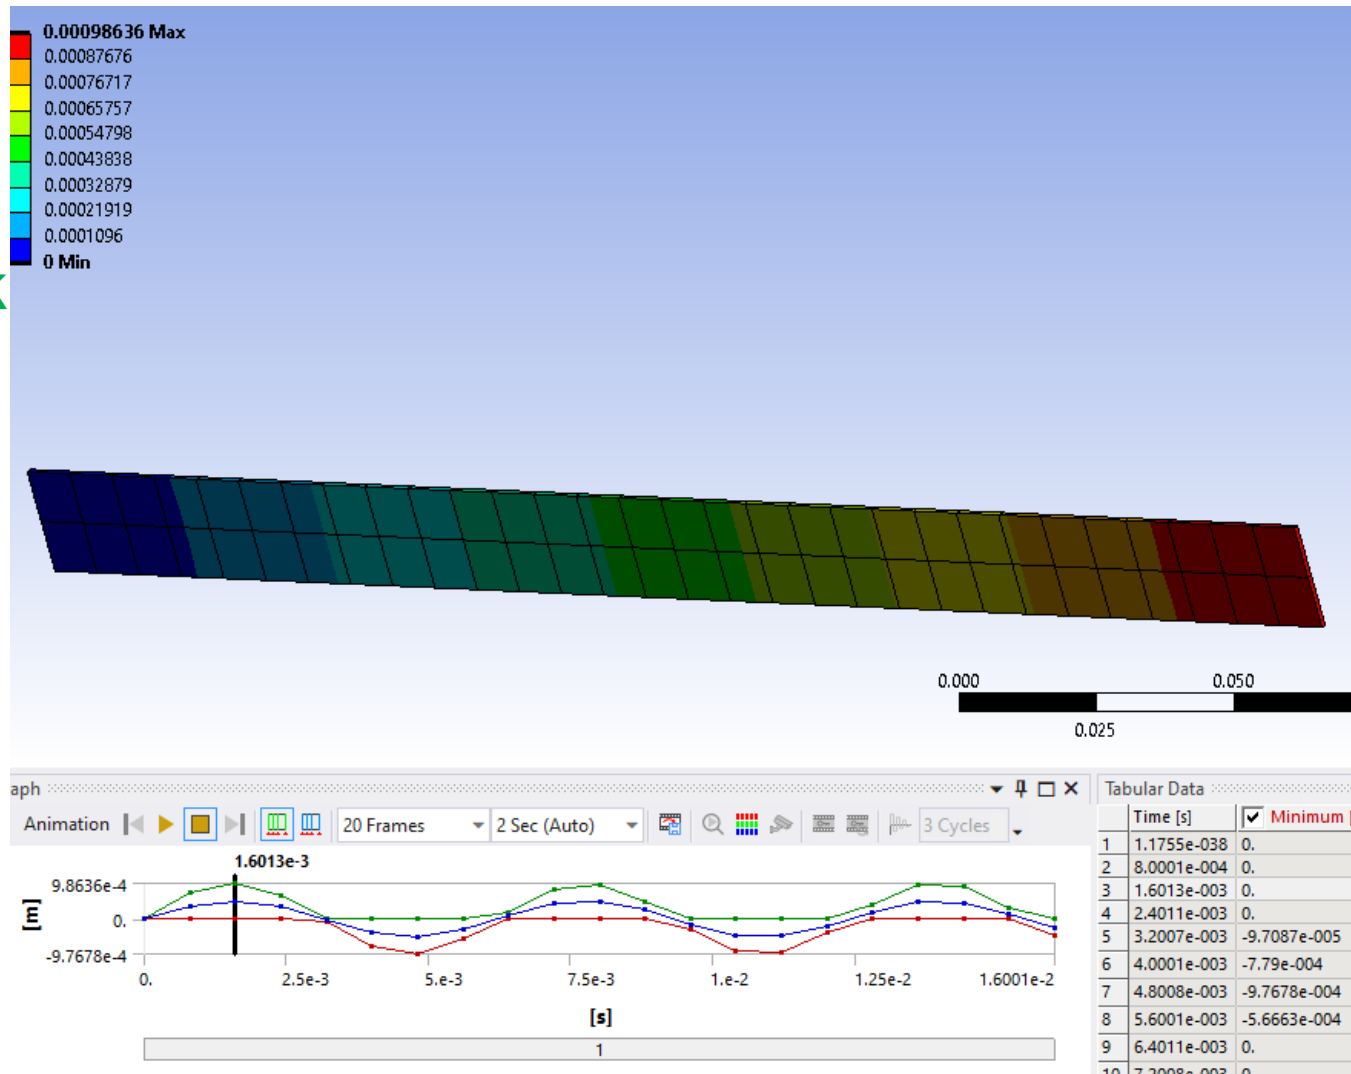 0.00098636 Max
0.00087676
0.00076717
0.00065757
0.00054798
0.00043838
0.00032879
0.00021919
0.0001096
0 Min
0.000 0.050
0.025
aph
Animation 20 Frames 2 Sec (Auto) 3 Cycles
1.6013e-3
9.8636e-4
0.
-9.7678e-4
[m]
0. 2.5e-3 5.e-3 7.5e-3 1.e-2 1.25e-2 1.6001e-2
[s]
1
Tabular Data
Time [s] Minimum [
1 1.1755e-038 0.
2 8.0001e-004 0.
3 1.6013e-003 0.
4 2.4011e-003 0.
5 3.2007e-003 -9.7087e-005
6 4.0001e-003 -7.79e-004
7 4.8008e-003 -9.7678e-004
8 5.6001e-003 -5.6663e-004
9 6.4011e-003 0.
10 7.2008e-003 0.